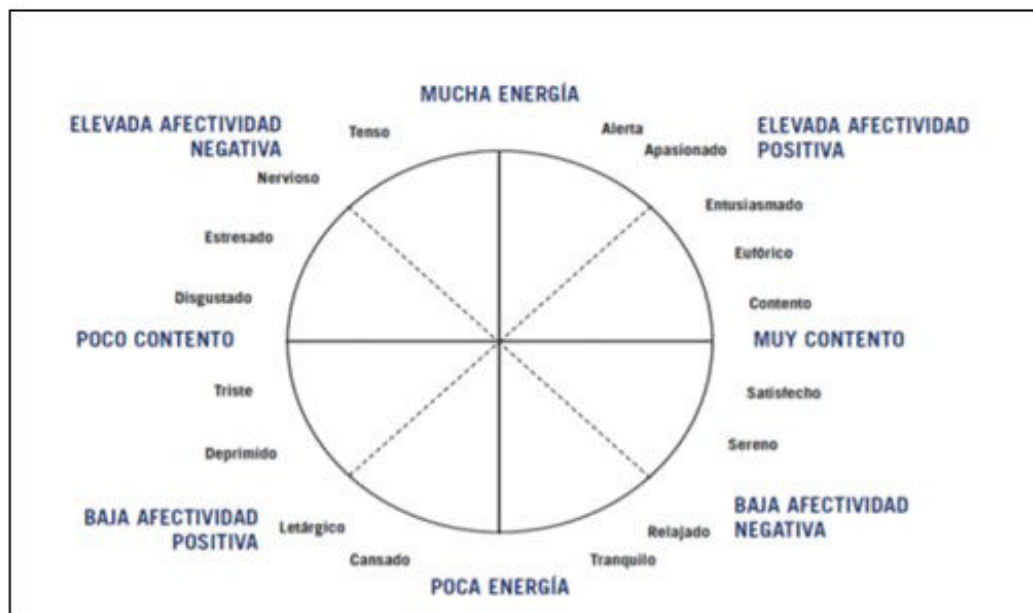 MUCHA ENERGÍA
ELEVADA AFECTIVIDAD
NEGATIVA
Tenso
Alerta
Apasionado
ELEVADA AFECTIVIDAD
POSITIVA
Nervioso
Entusiasmado
Estresado
Eufórico
Disgustado
Contento
POCO CONTENTO
MUY CONTENTO
Triste
Satisfecho
Deprimido
Sereno
BAJA AFECTIVIDAD
POSITIVA
Letárgico
Cansado
Relajado
Tranquilo
BAJA AFECTIVIDAD
NEGATIVA
POCA ENERGÍA